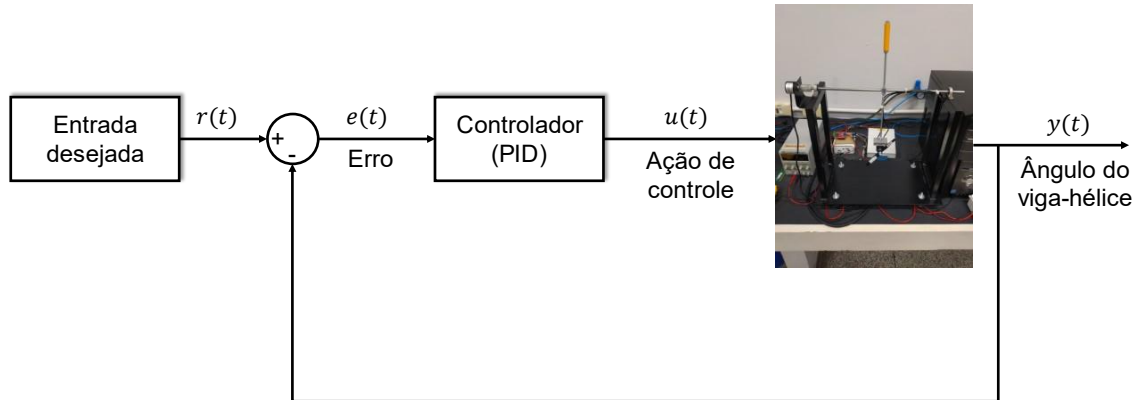 Entrada
desejada
r(t)
+
-
e(t)
Erro
Controlador
(PID)
u(t)
Ação de
controle
y(t)
Ângulo do
viga-hélice